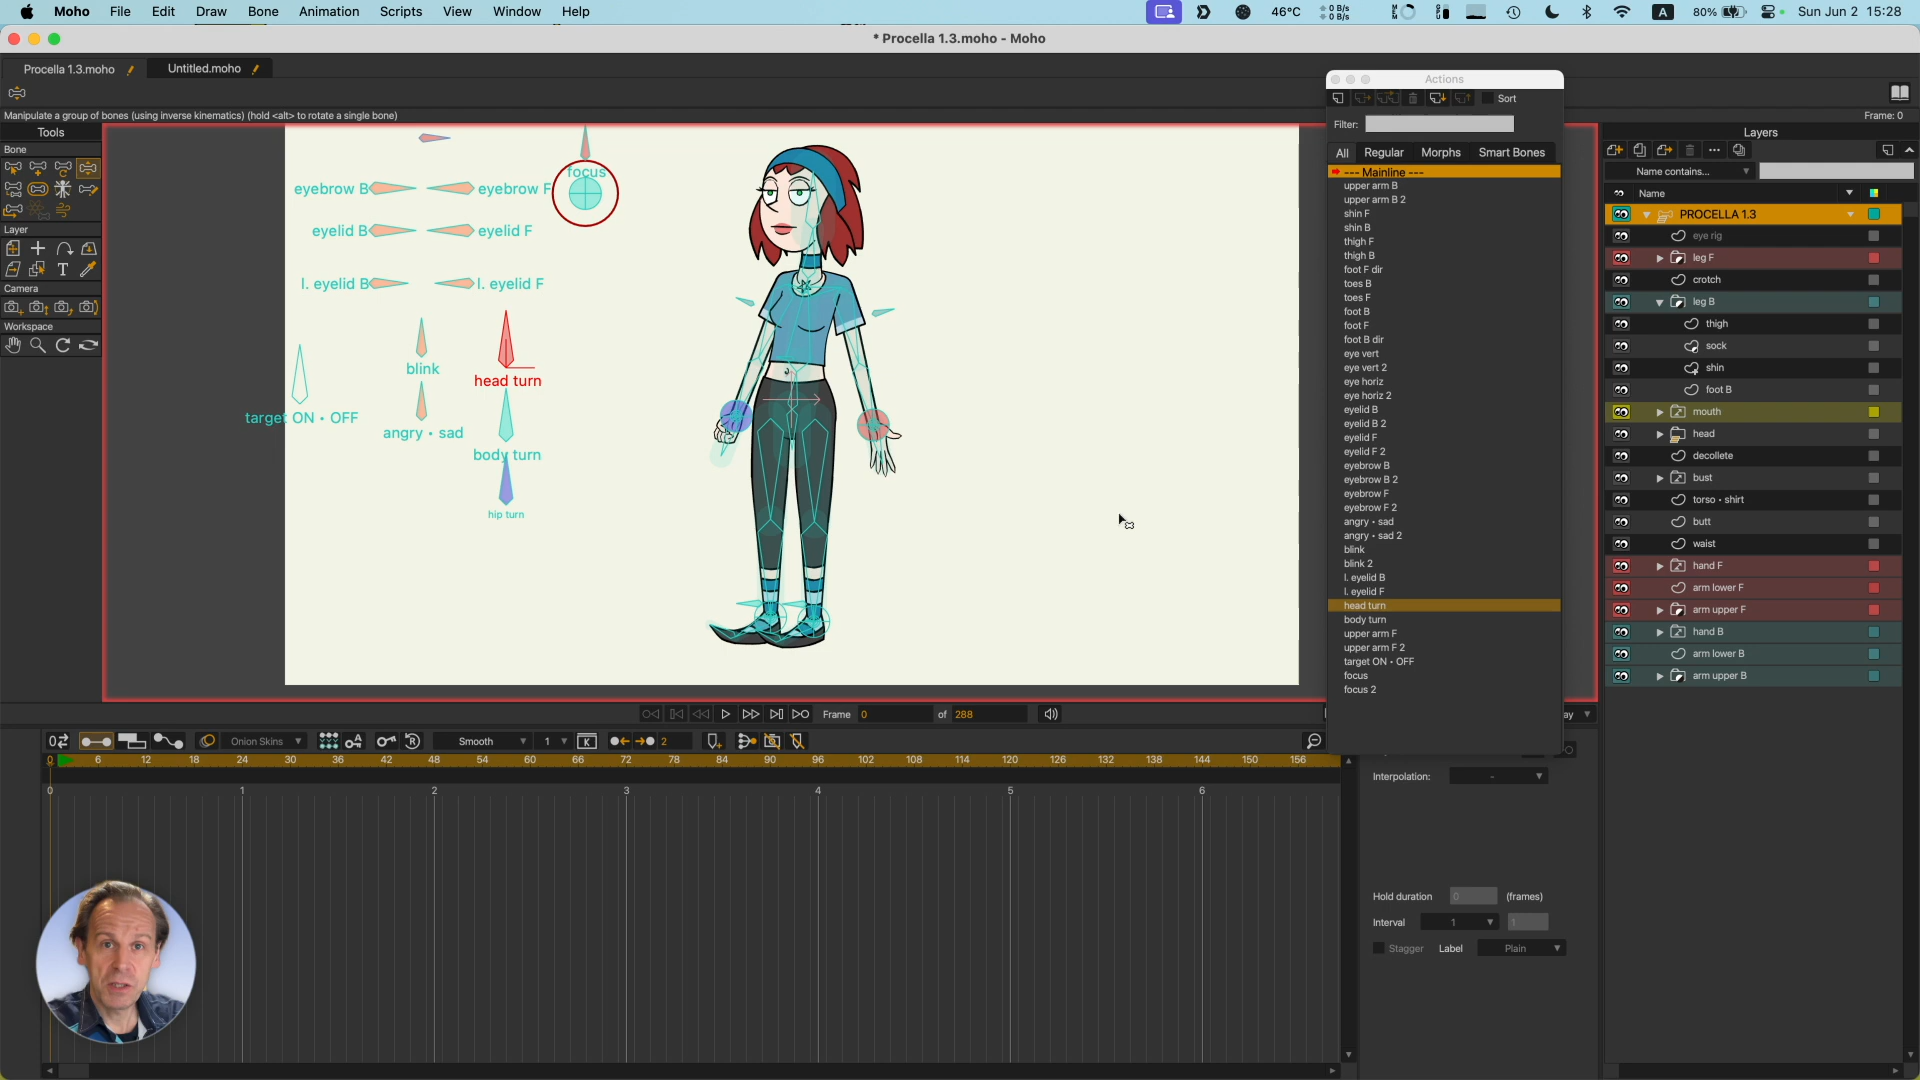 Moho File Edit Draw Bone Animation Scripts View Window Help
46°C 0 B/s 0 B/s A 80% Sun Jun 2 15:28
* Procella 1.3.moho - Moho
Procella 1.3.moho Untitled.moho
Manipulate a group of bones (using inverse kinematics) (hold <alt> to rotate a single bone)
Frame: 0
Tools
Bone
Layer
T
Camera
Workspace
focus
eyebrow B eyebrow F
eyelid B eyelid F
l. eyelid B l. eyelid F
blink
head turn
target ON • OFF
angry • sad
body turn
hip turn
Actions
Sort
Filter:
All Regular Morphs Smart Bones
--- Mainline ---
upper arm B
upper arm B 2
shin F
shin B
thigh F
thigh B
foot F dir
toes B
toes F
foot B
foot F
foot B dir
eye vert
eye vert 2
eye horiz
eye horiz 2
eyelid B
eyelid B 2
eyelid F
eyelid F 2
eyebrow B
eyebrow B 2
eyebrow F
eyebrow F 2
angry • sad
angry • sad 2
blink
blink 2
l. eyelid B
l. eyelid F
head turn
body turn
upper arm F
upper arm F 2
target ON • OFF
focus
focus 2
Layers
Name contains...
Name
PROCELLA 1.3
eye rig
leg F
crotch
leg B
thigh
sock
shin
foot B
mouth
head
decollete
bust
torso • shirt
butt
waist
hand F
arm lower F
arm upper F
hand B
arm lower B
arm upper B
Frame 0 of 288
ay
Onion Skins Smooth 1 K 2
0 6 12 18 24 30 36 42 48 54 60 66 72 78 84 90 96 102 108 114 120 126 132 138 144 150 156
0 1 2 3 4 5 6
Interpolation: -
Hold duration 0 (frames)
Interval 1 1
Stagger Label Plain